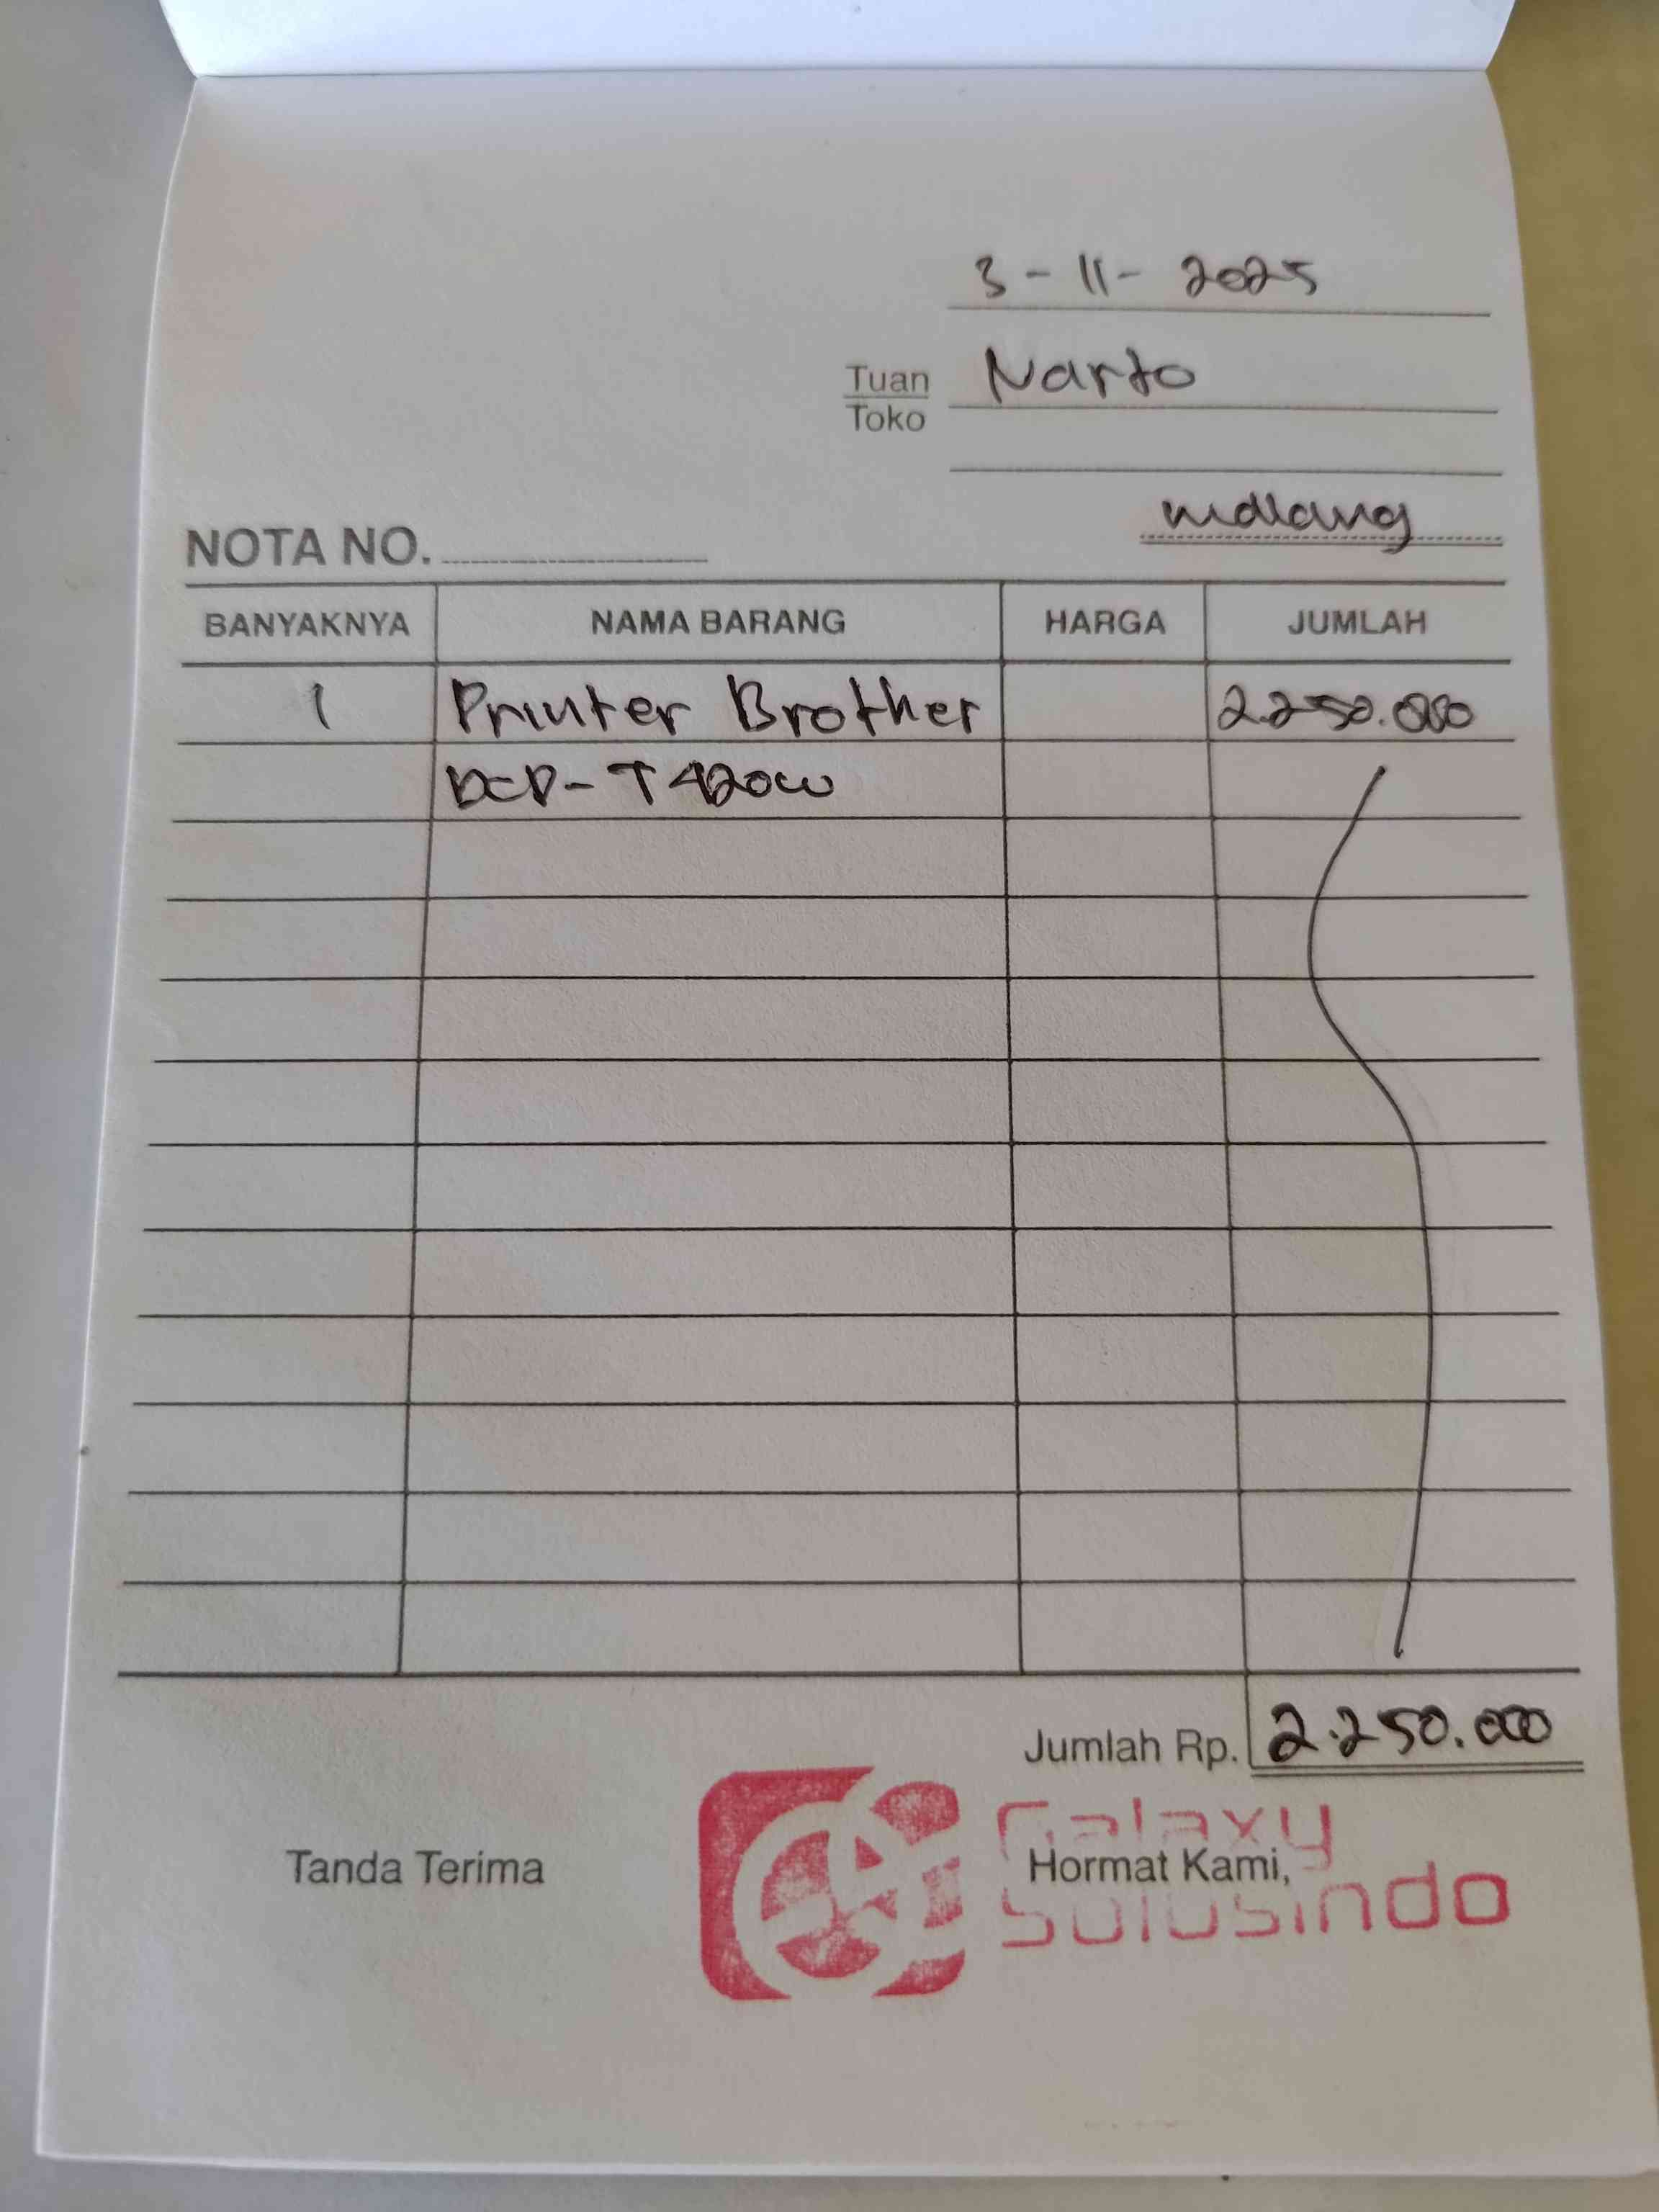 3 - 11 - 2025
Tuan Narto
Toko
malang
NOTA NO.
BANYAKNYA NAMA BARANG HARGA JUMLAH
1 Printer Brother 2.250.000
DCP-T420W
Jumlah Rp. 2.250.000
Galaxy
Tanda Terima Hormat Kami,
Solusindo